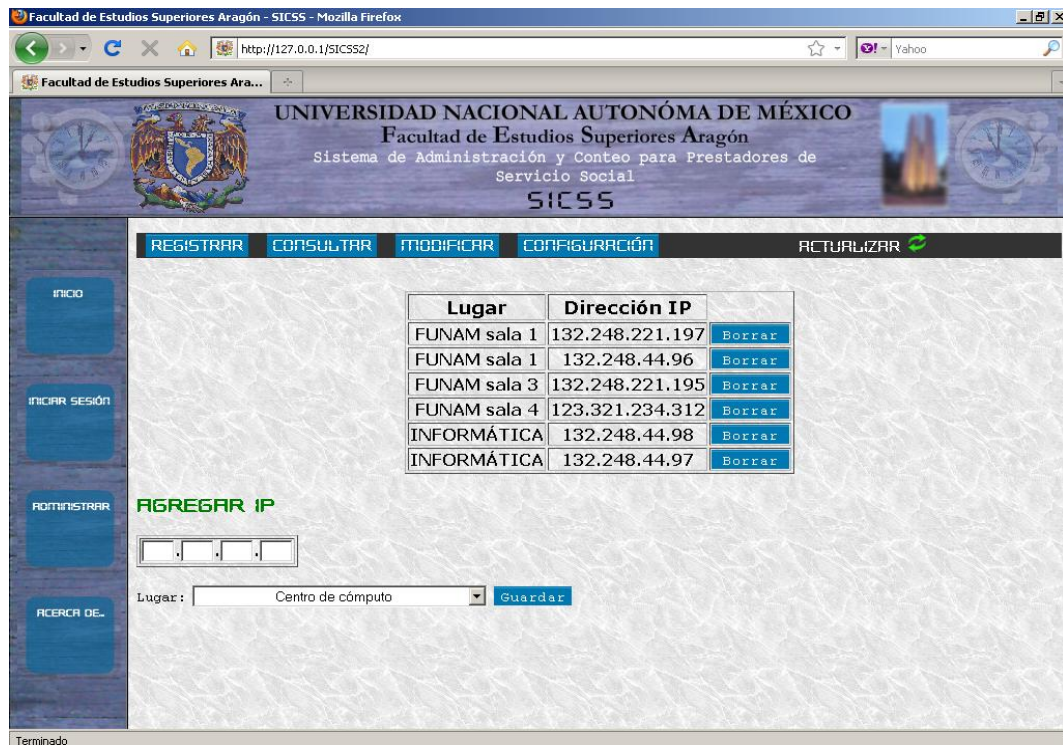 Facultad de Estudios Superiores Aragón - SICSS - Mozilla Firefox
http://127.0.0.1/SICSS2/
Yahoo
Facultad de Estudios Superiores Ara...
UNIVERSIDAD NACIONAL AUTONÓMA DE MÉXICO
Facultad de Estudios Superiores Aragón
Sistema de Administración y Conteo para Prestadores de
Servicio Social
SICSS
REGISTRAR CONSULTAR MODIFICAR CONFIGURACIÓN ACTUALIZAR
INICIO
INICIAR SESIÓN
ADMINISTRAR
ACERCA DE..
Lugar Dirección IP
FUNAM sala 1 132.248.221.197 Borrar
FUNAM sala 1 132.248.44.96 Borrar
FUNAM sala 3 132.248.221.195 Borrar
FUNAM sala 4 123.321.234.312 Borrar
INFORMÁTICA 132.248.44.98 Borrar
INFORMÁTICA 132.248.44.97 Borrar
AGREGAR IP
. . .
Lugar: Centro de cómputo Guardar
Terminado